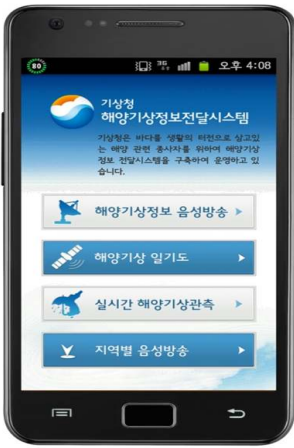 80
3G
오후 4:08
기상청
해양기상정보전달시스템
기상청은 바다를 생활의 터전으로 삼고있
는 해양 관련 종사자를 위하여 해양기상
정보 전달시스템을 구축하여 운영하고 있
습니다.
해양기상정보 음성방송
해양기상 일기도
실시간 해양기상관측
지역별 음성방송